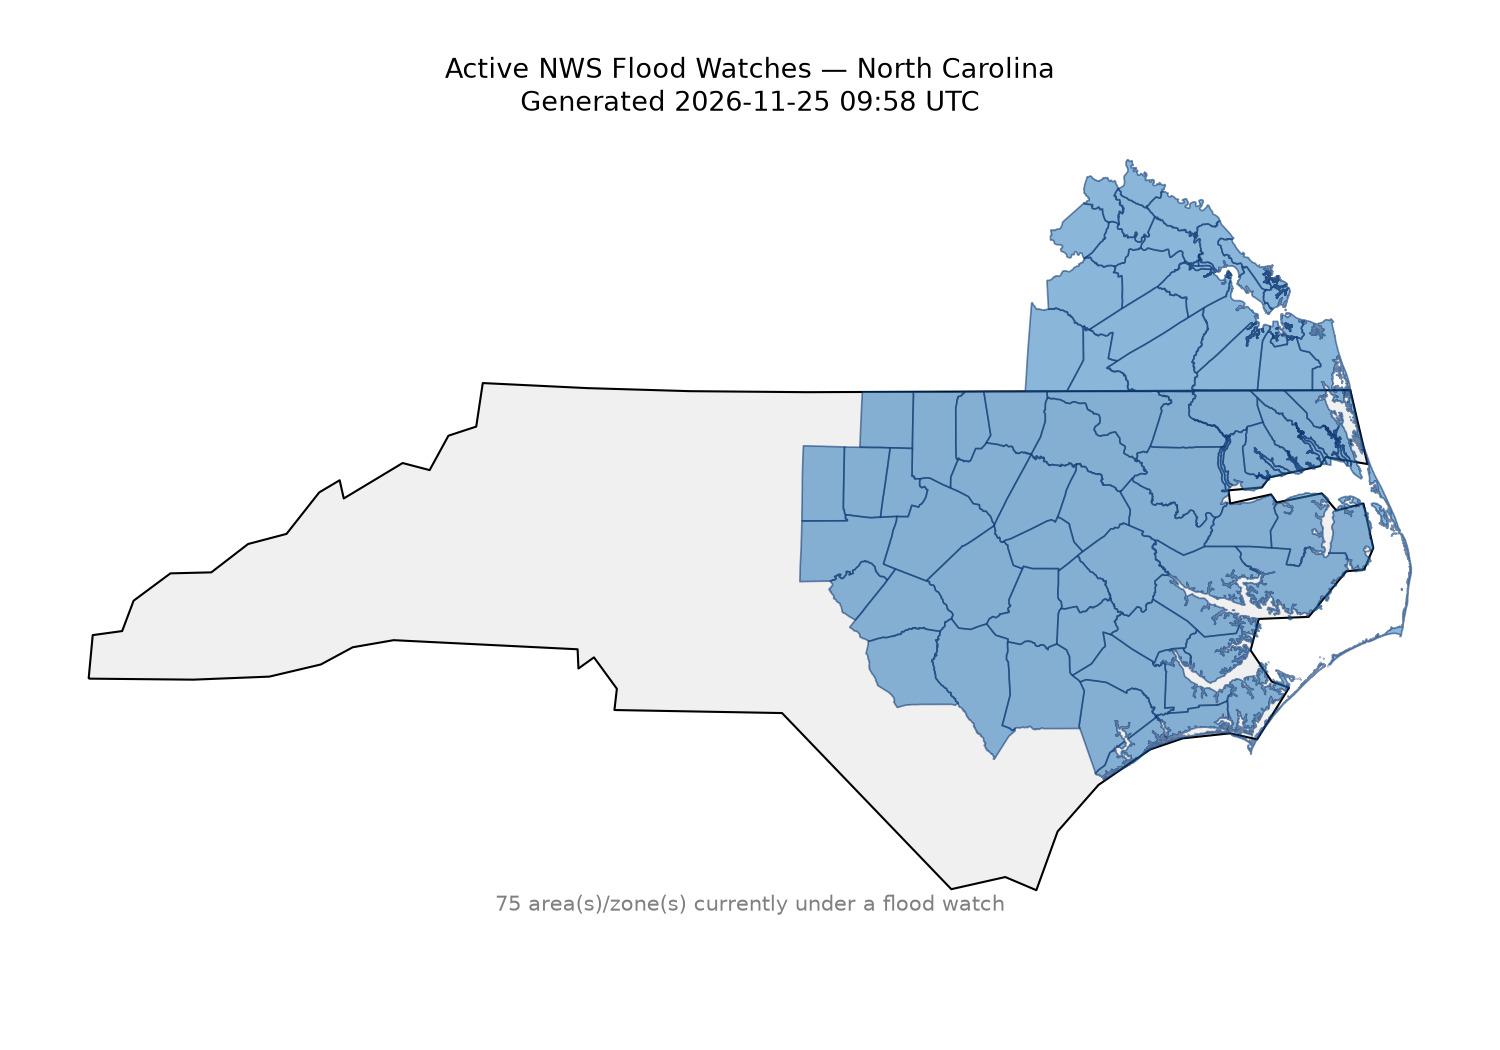 Active NWS Flood Watches — North Carolina
Generated 2026-11-25 09:58 UTC
75 area(s)/zone(s) currently under a flood watch